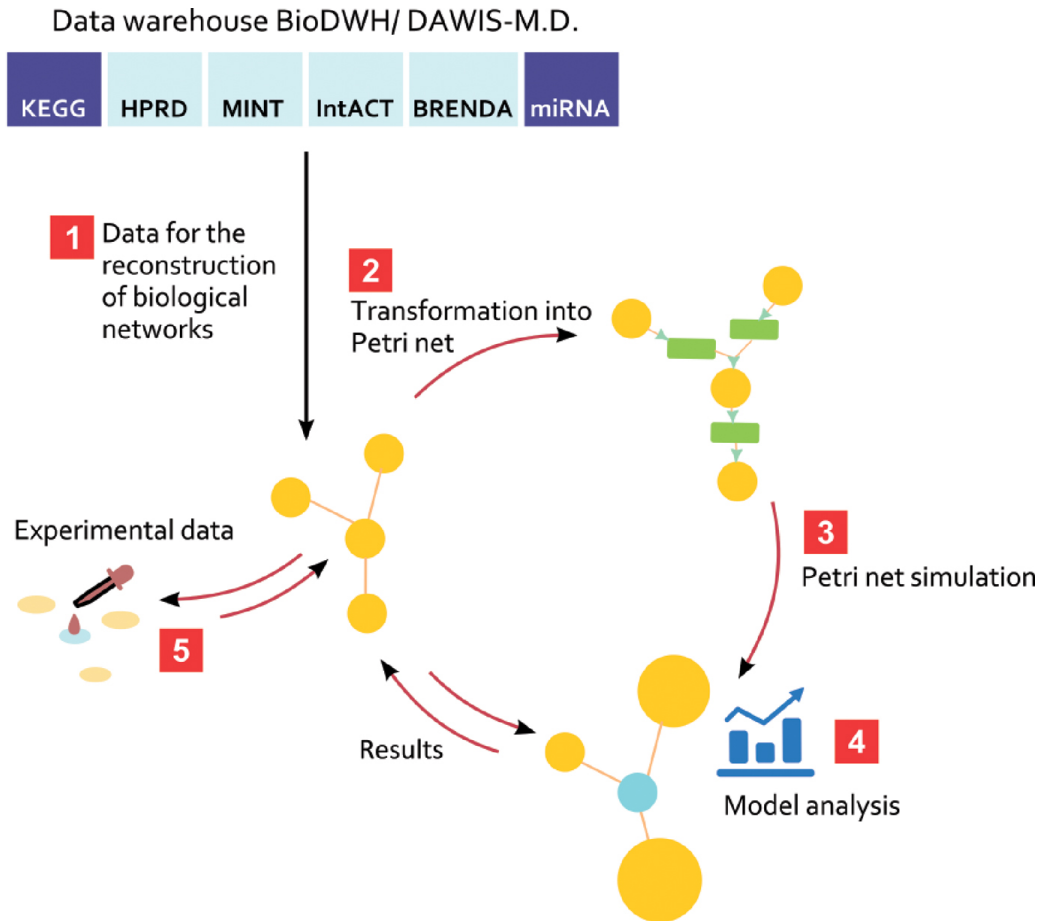 Data warehouse BioDWH/ DAWIS-M.D.
KEGG HPRD MINT IntACT BRENDA miRNA
1 Data for the
reconstruction
of biological
networks
2
Transformation into
Petri net
3
Petri net simulation
Experimental data
5
Results
4
Model analysis